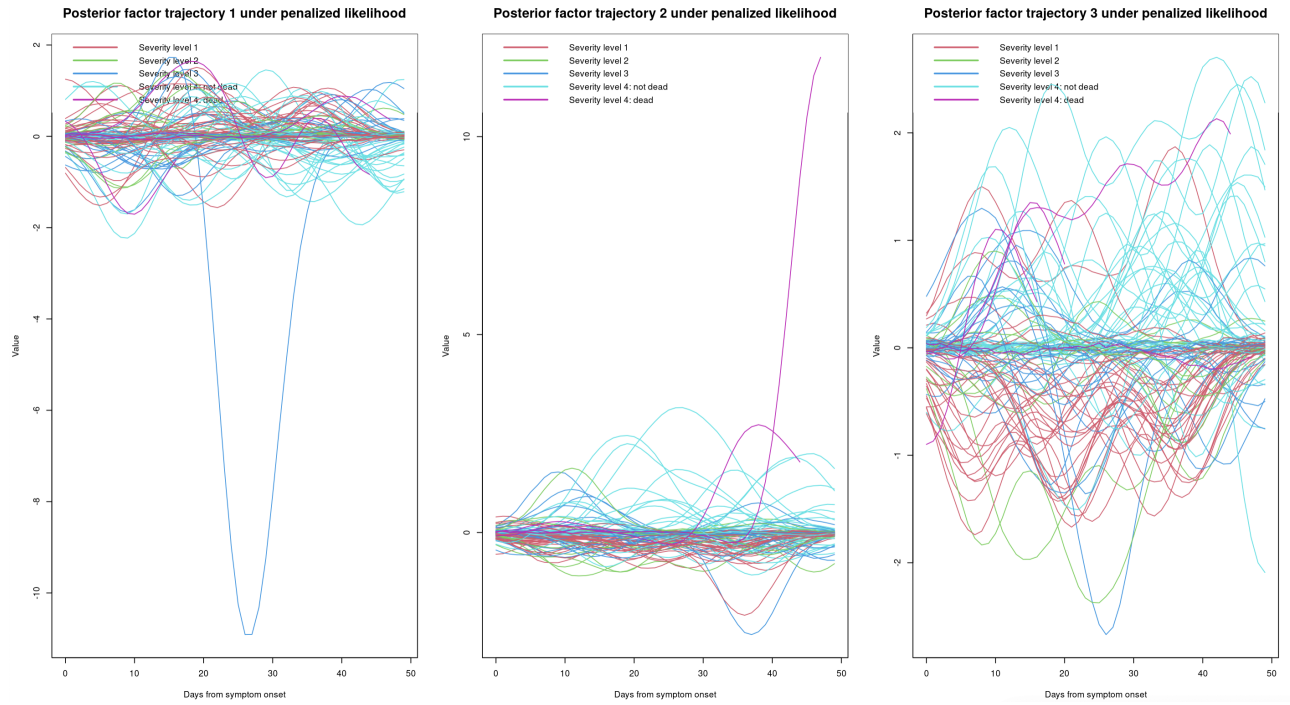 Posterior factor trajectory 1 under penalized likelihood
Severity level 1
Severity level 2
Severity level 3
Severity level 4: not dead
Severity level 4: dead
2
0
-2
-4
-6
-8
-10
Value
0 10 20 30 40 50
Days from symptom onset
Posterior factor trajectory 2 under penalized likelihood
Severity level 1
Severity level 2
Severity level 3
Severity level 4: not dead
Severity level 4: dead
10
5
0
Value
0 10 20 30 40 50
Days from symptom onset
Posterior factor trajectory 3 under penalized likelihood
Severity level 1
Severity level 2
Severity level 3
Severity level 4: not dead
Severity level 4: dead
2
1
0
-1
-2
Value
0 10 20 30 40 50
Days from symptom onset